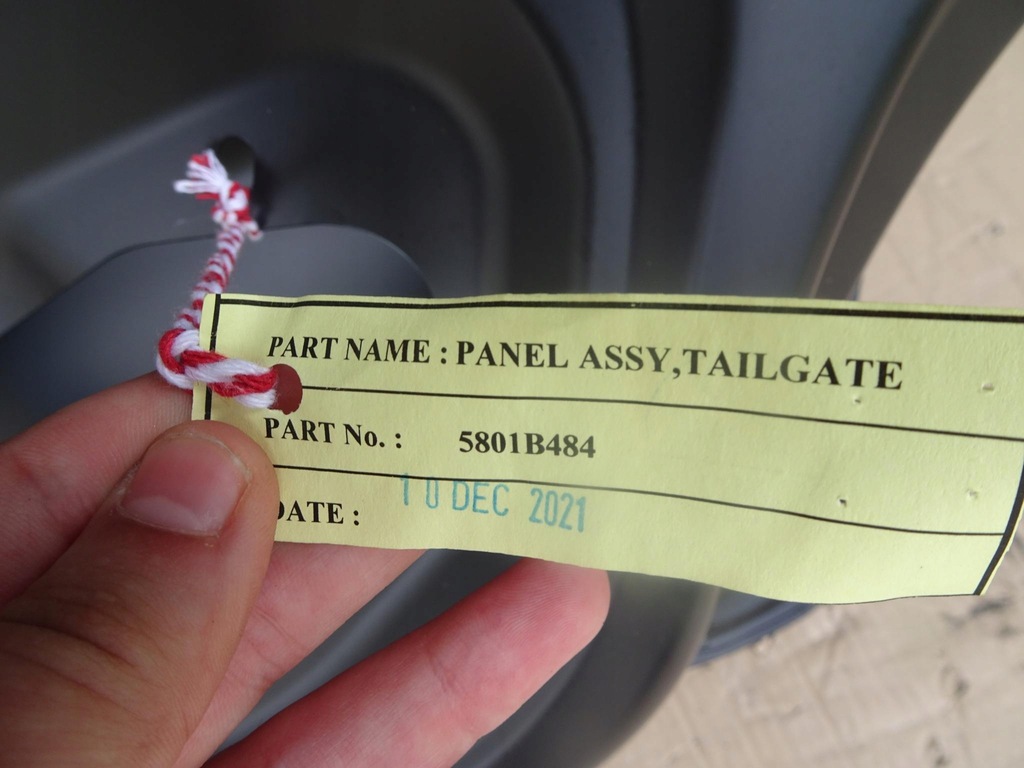 PART NAME : PANEL ASSY,TAILGATE
PART No. : 5801B484
DATE : 10 DEC 2021